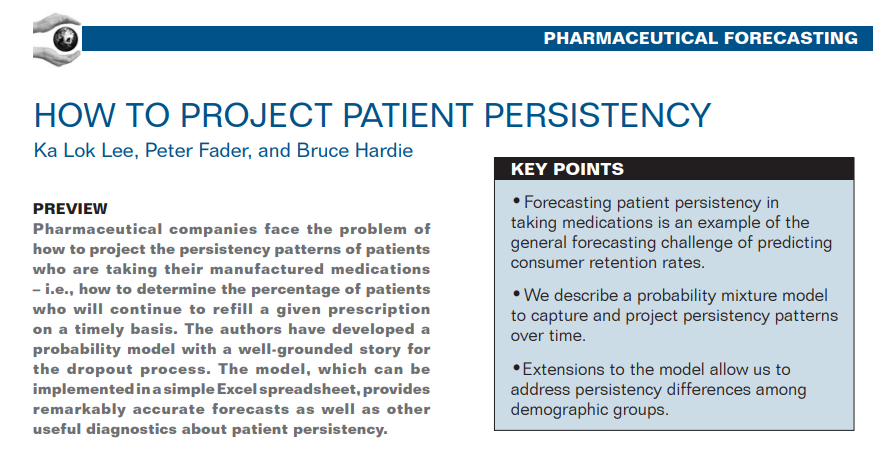 PHARMACEUTICAL FORECASTING
HOW TO PROJECT PATIENT PERSISTENCY
Ka Lok Lee, Peter Fader, and Bruce Hardie
PREVIEW
Pharmaceutical companies face the problem of
how to project the persistency patterns of patients
who are taking their manufactured medications
– i.e., how to determine the percentage of patients
who will continue to refill a given prescription
on a timely basis. The authors have developed a
probability model with a well-grounded story for
the dropout process. The model, which can be
implemented in a simple Excel spreadsheet, provides
remarkably accurate forecasts as well as other
useful diagnostics about patient persistency.
KEY POINTS
•Forecasting patient persistency in
taking medications is an example of the
general forecasting challenge of predicting
consumer retention rates.
•We describe a probability mixture model
to capture and project persistency patterns
over time.
•Extensions to the model allow us to
address persistency differences among
demographic groups.